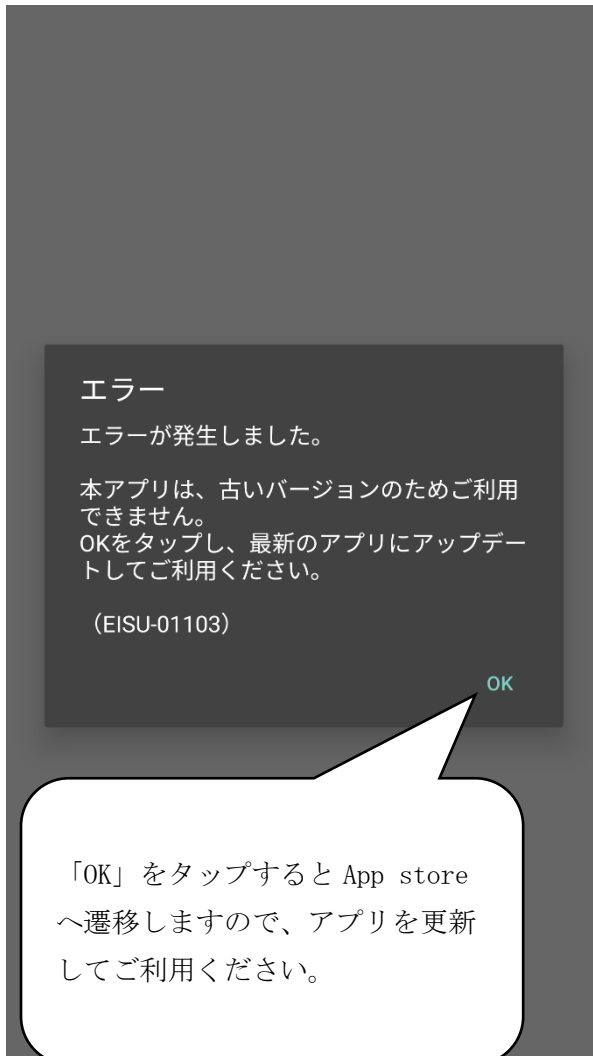 エラー
エラーが発生しました。
本アプリは、古いバージョンのためご利用
できません。
OKをタップし、最新のアプリにアップデー
トしてご利用ください。
（EISU-01103）
OK
「OK」をタップすると App store
へ遷移しますので、アプリを更新
してご利用ください。